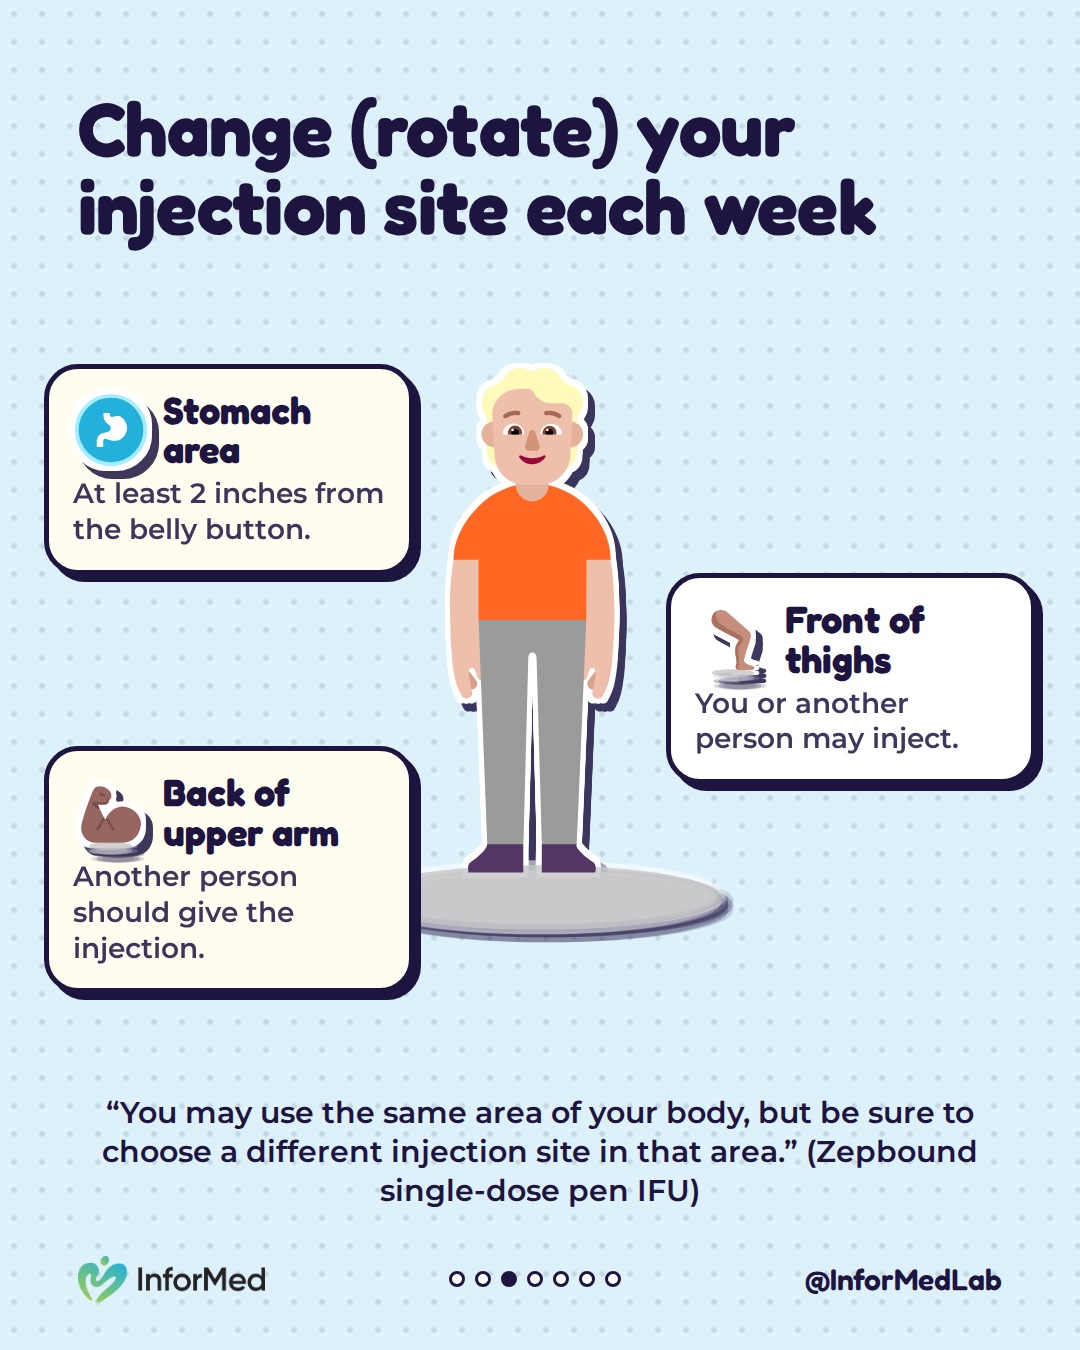 Change (rotate) your
injection site each week
Stomach
area
At least 2 inches from
the belly button.
Front of
thighs
You or another
person may inject.
Back of
upper arm
Another person
should give the
injection.
“You may use the same area of your body, but be sure to
choose a different injection site in that area.” (Zepbound
single-dose pen IFU)
InforMed
@InforMedLab